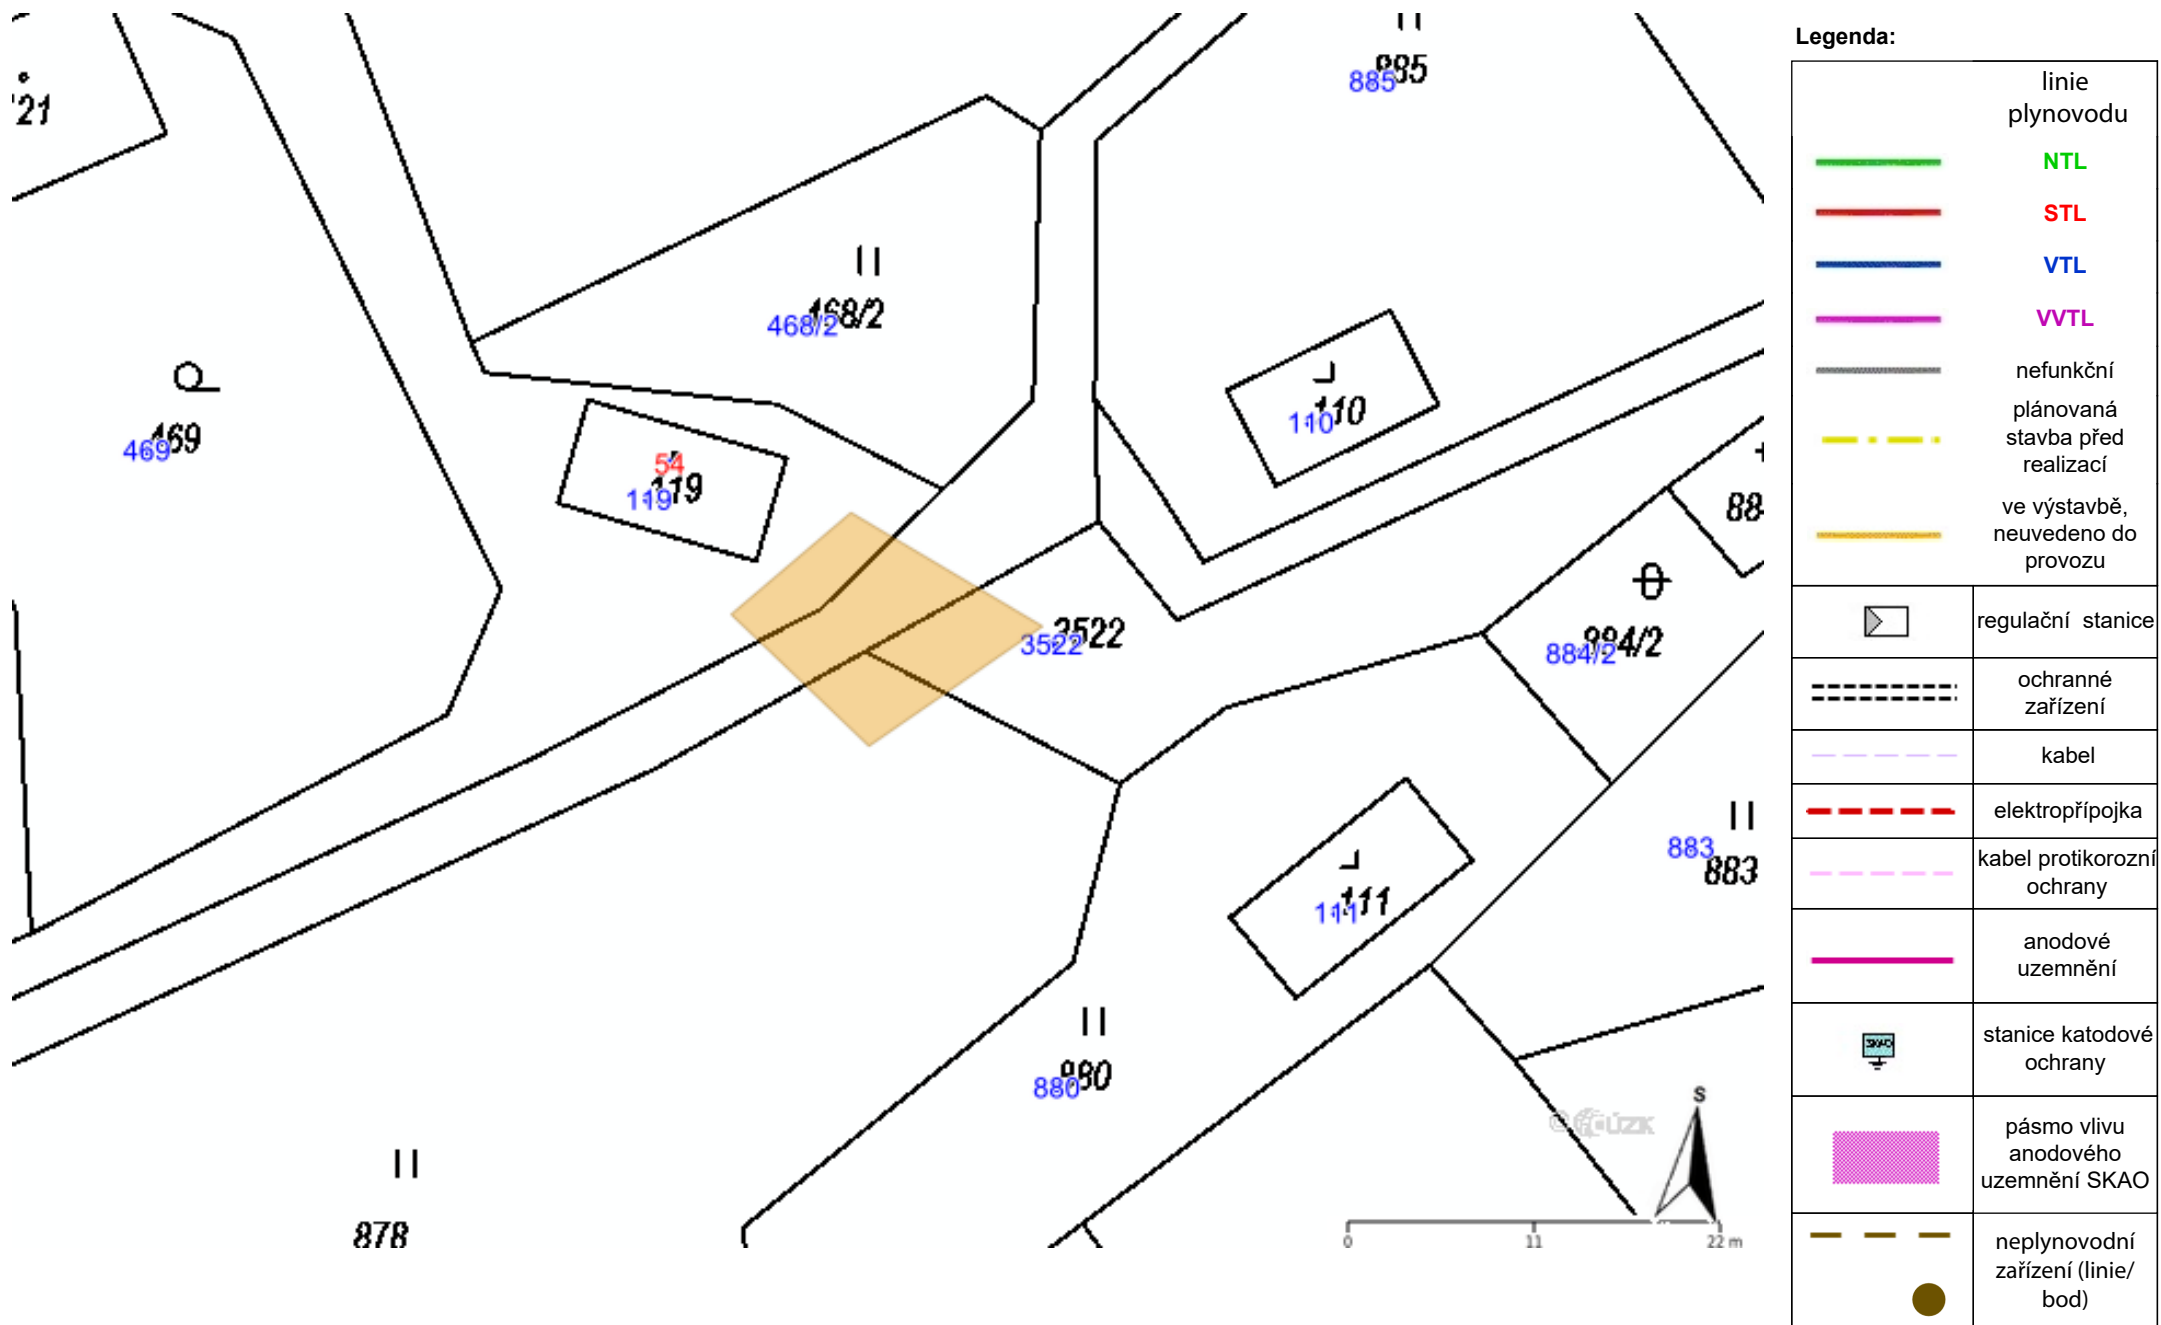 885
885
21
468/2
468/2
110
110
469
469
54
119
119
88
3522
3522
884/2
884/2
883
883
111
111
880
880
878
S
© ČÚZK
0
11
22 m
Legenda:
linie
plynovodu
NTL
STL
VTL
VVTL
nefunkční
plánovaná
stavba před
realizací
ve výstavbě,
neuvedeno do
provozu
regulační stanice
ochranné
zařízení
kabel
elektropřípojka
kabel protikorozní
ochrany
anodové
uzemnění
SKAO
stanice katodové
ochrany
pásmo vlivu
anodového
uzemnění SKAO
neplynovodní
zařízení (linie/
bod)